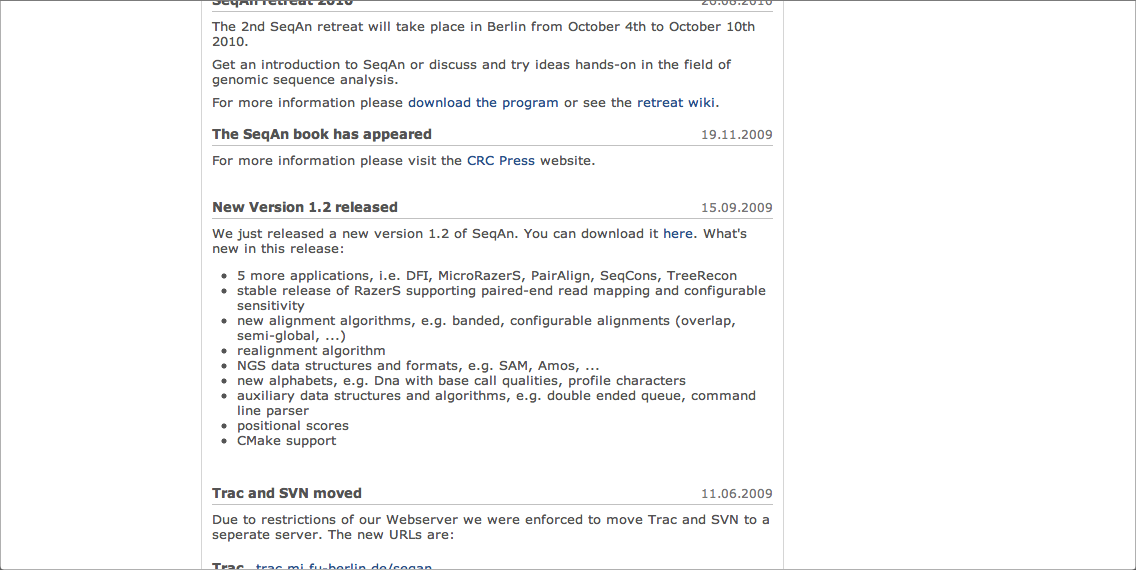 SeqAn retreat 2010 20.08.2010
The 2nd SeqAn retreat will take place in Berlin from October 4th to October 10th
2010.
Get an introduction to SeqAn or discuss and try ideas hands-on in the field of
genomic sequence analysis.
For more information please download the program or see the retreat wiki.
The SeqAn book has appeared 19.11.2009
For more information please visit the CRC Press website.
New Version 1.2 released 15.09.2009
We just released a new version 1.2 of SeqAn. You can download it here. What's
new in this release:
• 5 more applications, i.e. DFI, MicroRazerS, PairAlign, SeqCons, TreeRecon
• stable release of RazerS supporting paired-end read mapping and configurable
sensitivity
• new alignment algorithms, e.g. banded, configurable alignments (overlap,
semi-global, ...)
• realignment algorithm
• NGS data structures and formats, e.g. SAM, Amos, ...
• new alphabets, e.g. Dna with base call qualities, profile characters
• auxiliary data structures and algorithms, e.g. double ended queue, command
line parser
• positional scores
• CMake support
Trac and SVN moved 11.06.2009
Due to restrictions of our Webserver we were enforced to move Trac and SVN to a
seperate server. The new URLs are:
Trac trac.mi.fu-berlin.de/seqan